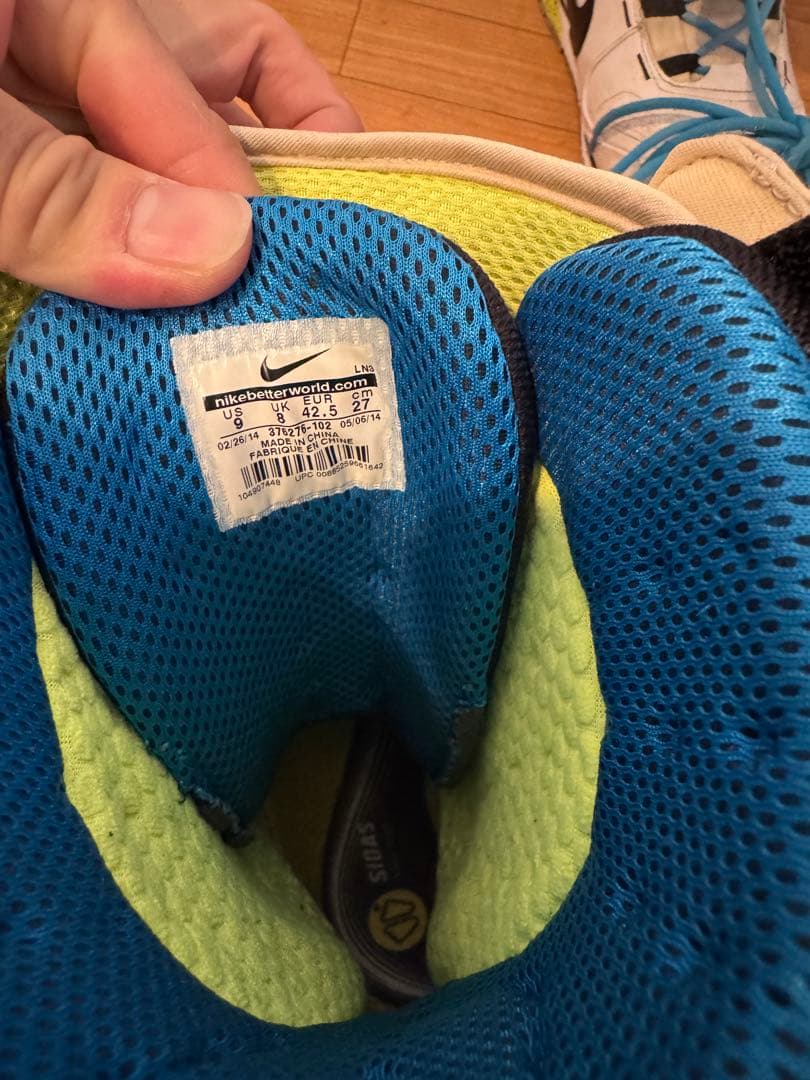 LN3
nikebetterworld.com
US UK EUR cm
9 8 42.5 27
02/26/14 376276-102 05/06/14
MADE IN CHINA
FABRIQUE EN CHINE
104907448
SIDAS